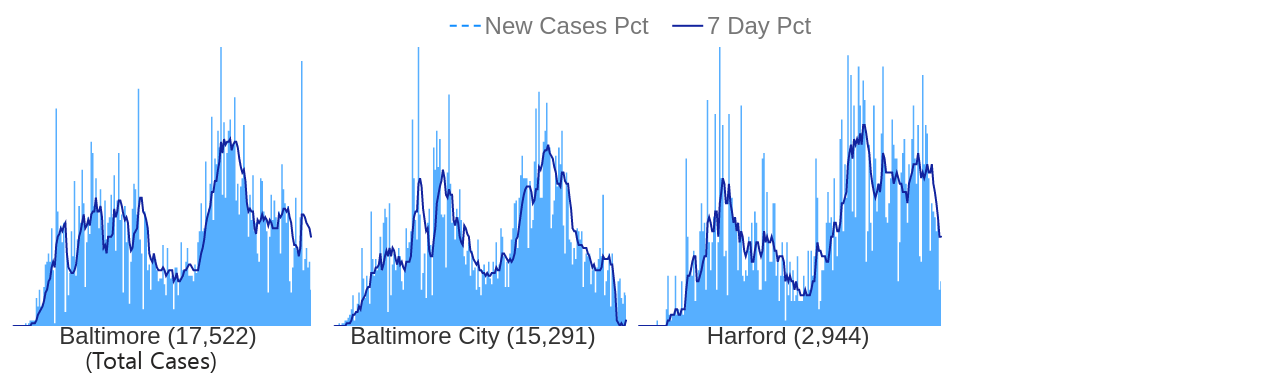 New Cases Pct 7 Day Pct
Baltimore (17,522) Baltimore City (15,291) Harford (2,944)
(Total Cases)